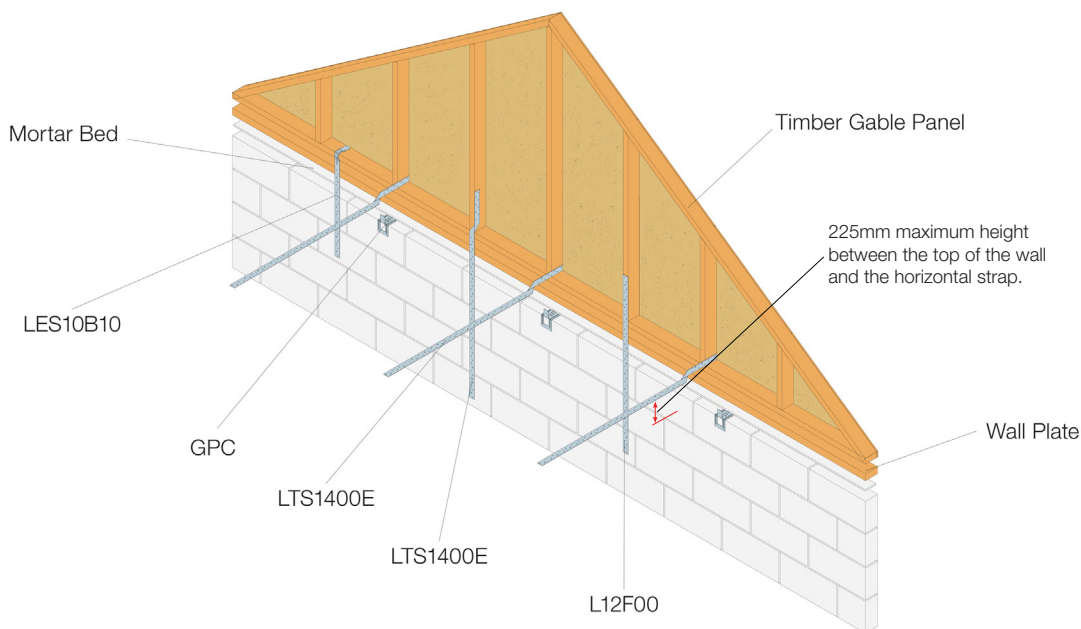 Mortar Bed
Timber Gable Panel
225mm maximum height
between the top of the wall
and the horizontal strap.
LES10B10
Wall Plate
GPC
LTS1400E
LTS1400E
L12F00